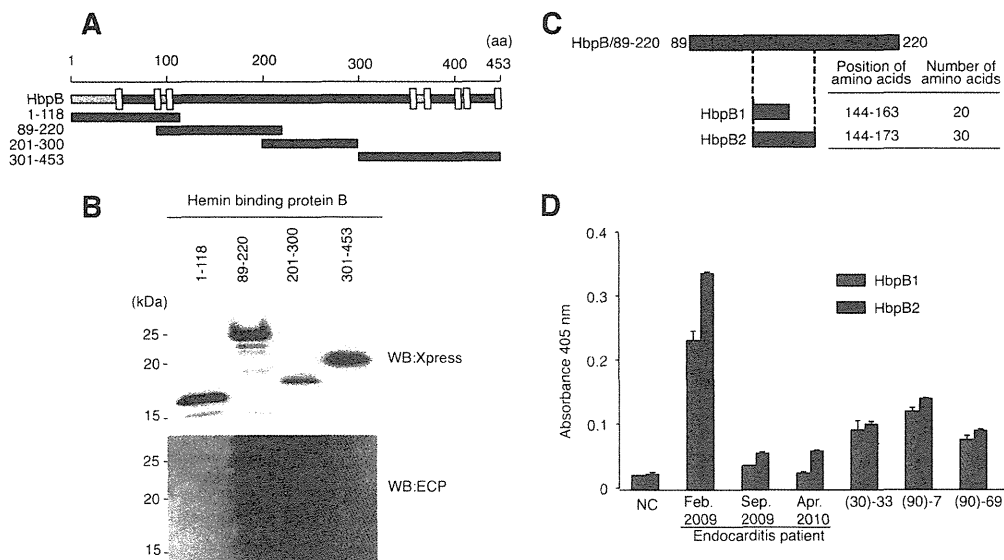 A
(aa)
1 100 200 300 400 453
HbpB
1-118
89-220
201-300
301-453
B
Hemin binding protein B
1-118
89-220
201-300
301-453
(kDa)
25 -
20 -
15 -
WB:Xpress
25 -
20 -
15 -
WB:ECP
C
HbpB/89-220 89 220
Position of amino acids
Number of amino acids
HbpB1 144-163 20
HbpB2 144-173 30
D
Absorbance 405 nm
0.4
0.3
0.2
0.1
0
HbpB1
HbpB2
NC
Feb. 2009
Sep. 2009
Apr. 2010
(30)-33
(90)-7
(90)-69
Endocarditis patient